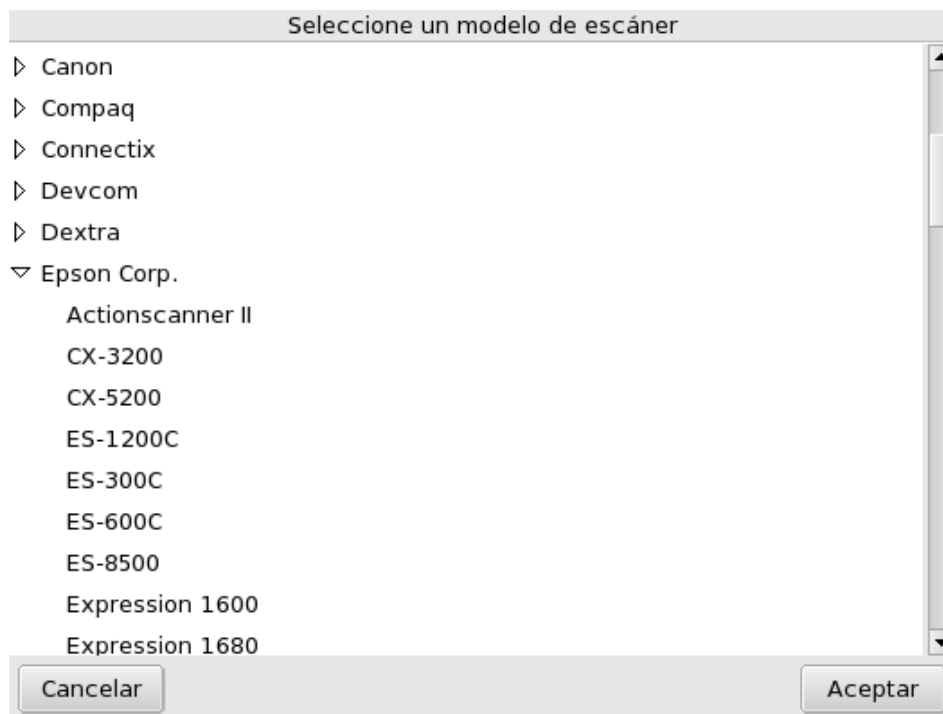 Seleccione un modelo de escáner
Canon
Compaq
Connectix
Devcom
Dextra
Epson Corp.
Actionscanner II
CX-3200
CX-5200
ES-1200C
ES-300C
ES-600C
ES-8500
Expression 1600
Expression 1680
Cancelar Aceptar